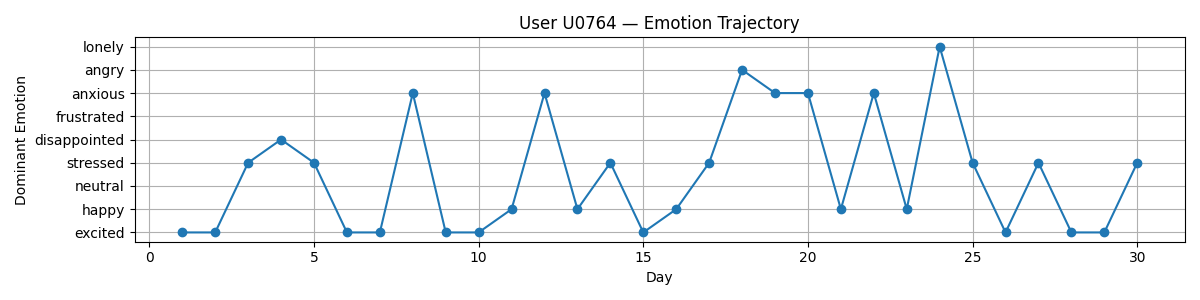 User U0764 — Emotion Trajectory
Dominant Emotion
lonely
angry
anxious
frustrated
disappointed
stressed
neutral
happy
excited
0 5 10 15 20 25 30
Day